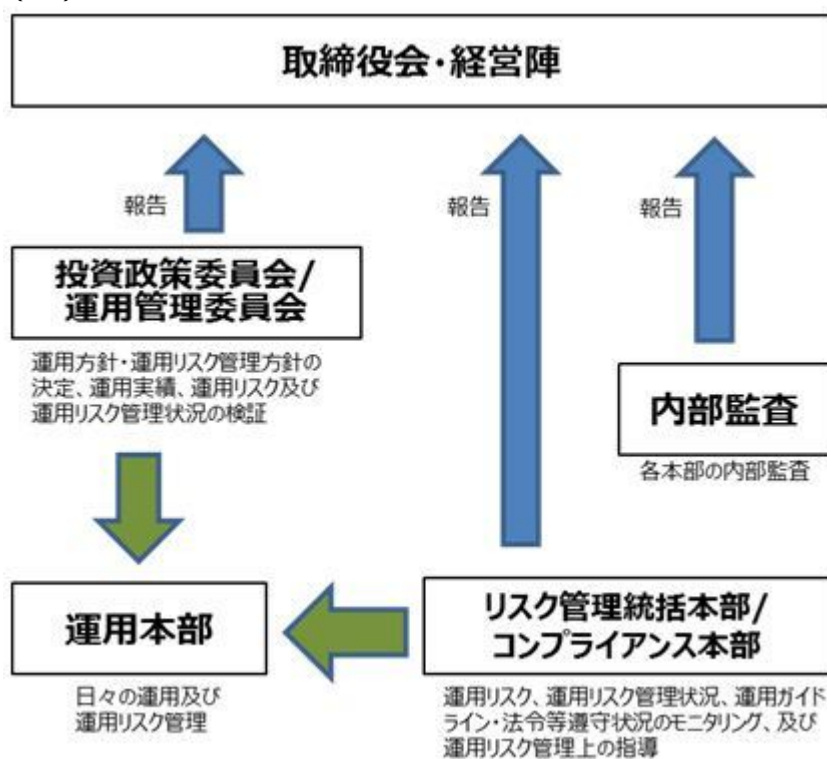 取締役会・経営陣
報告
報告
報告
投資政策委員会/
運用管理委員会
運用方針・運用リスク管理方針の
決定、運用実績、運用リスク及び
運用リスク管理状況の検証
内部監査
各本部の内部監査
運用本部
日々の運用及び
運用リスク管理
リスク管理統括本部/
コンプライアンス本部
運用リスク、運用リスク管理状況、運用ガイド
ライン・法令等遵守状況のモニタリング、及び
運用リスク管理上の指導